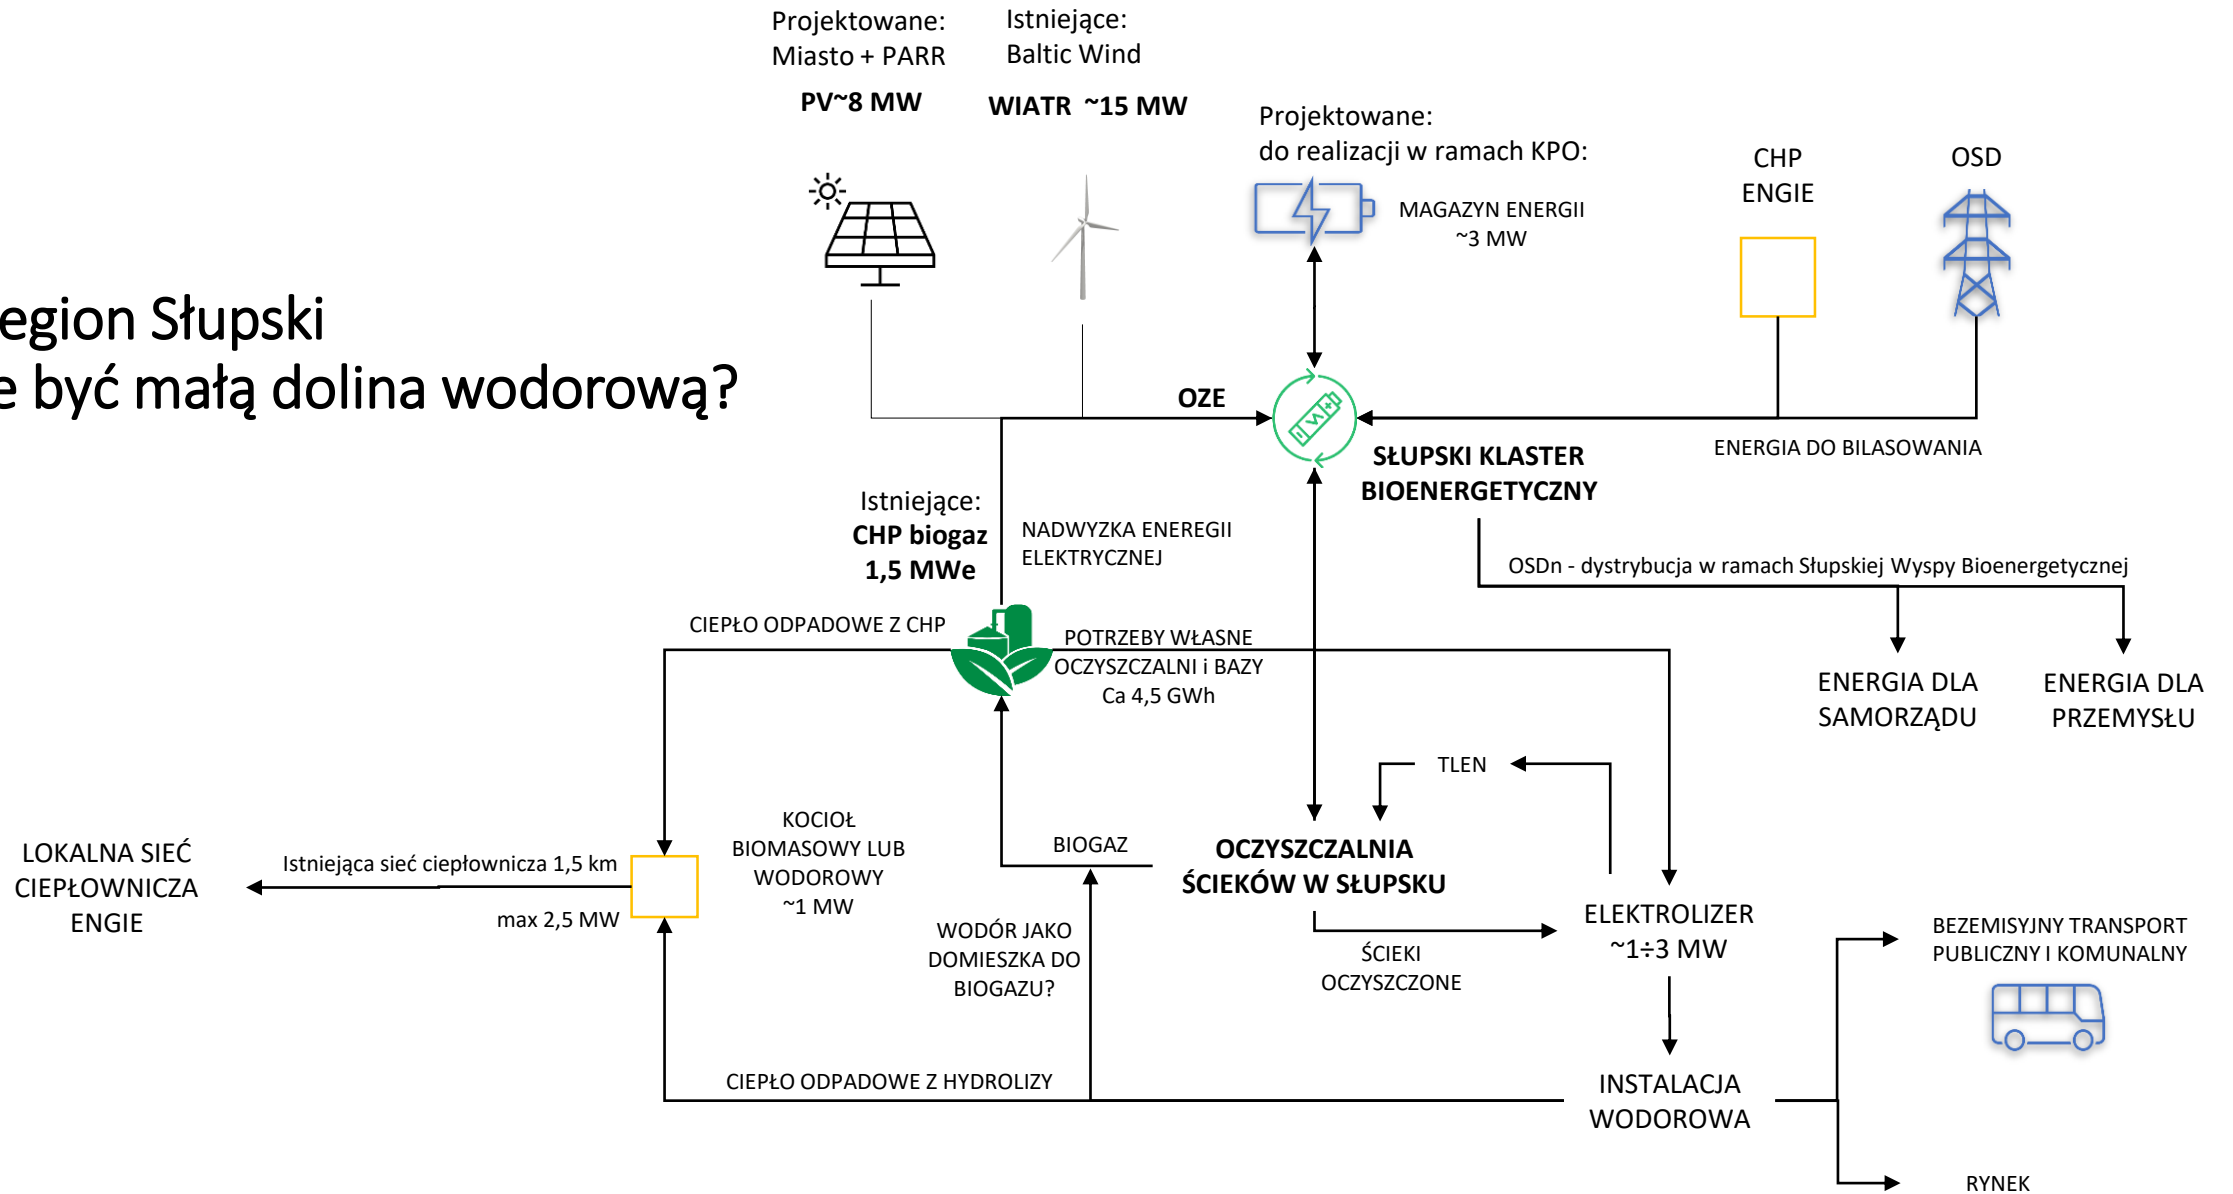 Projektowane:
Miasto + PARR
PV~8 MW
Istniejące:
Baltic Wind
WIATR ~15 MW
Projektowane:
do realizacji w ramach KPO:
MAGAZYN ENERGII
~3 MW
CHP
ENGIE
OSD
egion Słupski
e być małą dolina wodorową?
OZE
SŁUPSKI KLASTER
BIOENERGETYCZNY
ENERGIA DO BILASOWANIA
Istniejące:
CHP biogaz
1,5 MWe
NADWYZKA ENEREGII
ELEKTRYCZNEJ
OSDn - dystrybucja w ramach Słupskiej Wyspy Bioenergetycznej
CIEPŁO ODPADOWE Z CHP
POTRZEBY WŁASNE
OCZYSZCZALNI i BAZY
Ca 4,5 GWh
ENERGIA DLA
SAMORZĄDU
ENERGIA DLA
PRZEMYSŁU
TLEN
LOKALNA SIEĆ
CIEPŁOWNICZA
ENGIE
Istniejąca sieć ciepłownicza 1,5 km
max 2,5 MW
KOCIOŁ
BIOMASOWY LUB
WODOROWY
~1 MW
BIOGAZ
OCZYSZCZALNIA
ŚCIEKÓW W SŁUPSKU
WODÓR JAKO
DOMIESZKA DO
BIOGAZU?
ŚCIEKI
OCZYSZCZONE
ELEKTROLIZER
~1÷3 MW
BEZEMISYJNY TRANSPORT
PUBLICZNY I KOMUNALNY
CIEPŁO ODPADOWE Z HYDROLIZY
INSTALACJA
WODOROWA
RYNEK